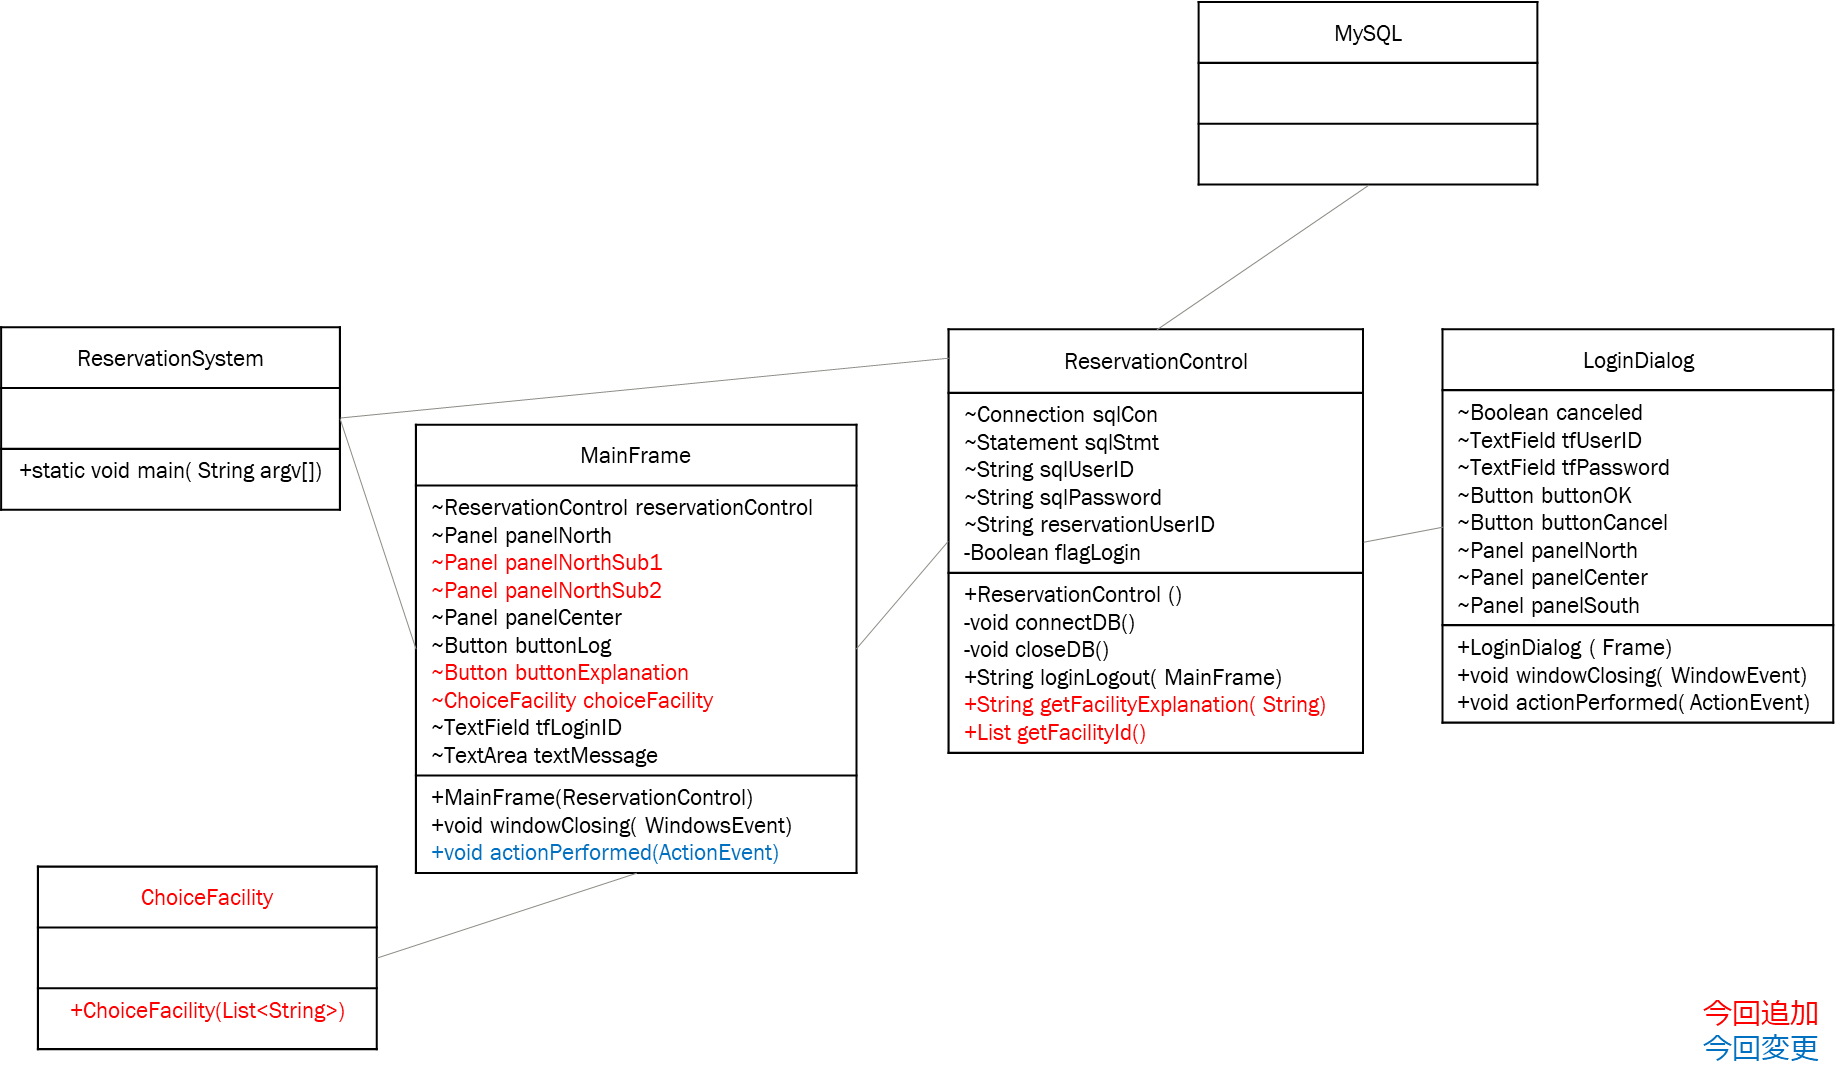 MySQL
ReservationSystem
+static void main( String argv[])
MainFrame
~ReservationControl reservationControl
~Panel panelNorth
~Panel panelNorthSub1
~Panel panelNorthSub2
~Panel panelCenter
~Button buttonLog
~Button buttonExplanation
~ChoiceFacility choiceFacility
~TextField tfLoginID
~TextArea textMessage
+MainFrame(ReservationControl)
+void windowClosing( WindowsEvent)
+void actionPerformed(ActionEvent)
ReservationControl
~Connection sqlCon
~Statement sqlStmt
~String sqlUserID
~String sqlPassword
~String reservationUserID
-Boolean flagLogin
+ReservationControl ()
-void connectDB()
-void closeDB()
+String loginLogout( MainFrame)
+String getFacilityExplanation( String)
+List getFacilityId()
LoginDialog
~Boolean canceled
~TextField tfUserID
~TextField tfPassword
~Button buttonOK
~Button buttonCancel
~Panel panelNorth
~Panel panelCenter
~Panel panelSouth
+LoginDialog ( Frame)
+void windowClosing( WindowEvent)
+void actionPerformed( ActionEvent)
ChoiceFacility
+ChoiceFacility(List<String>)
今回追加
今回変更